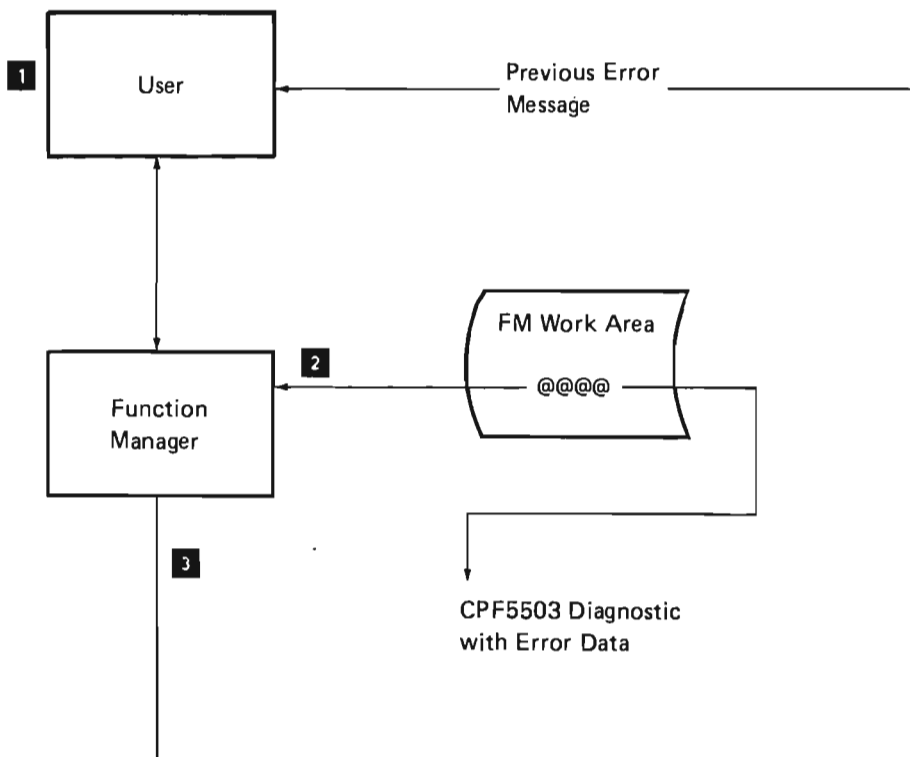 1
User
Previous Error
Message
2
FM Work Area
@@@@
Function
Manager
3
CPF5503 Diagnostic
with Error Data